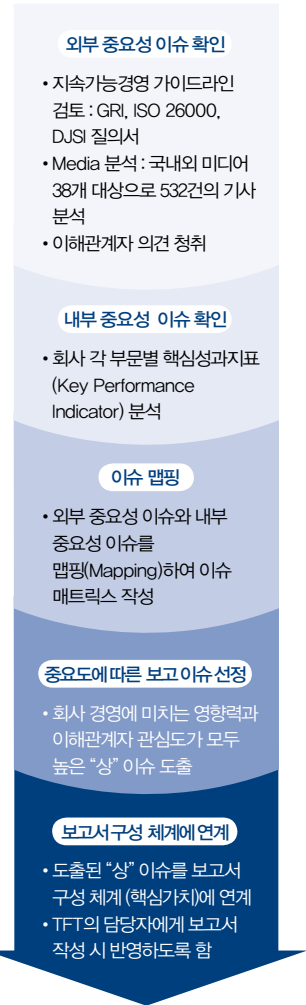 외부 중요성 이슈 확인
• 지속가능경영 가이드라인
검토 : GRI, ISO 26000,
DJSI 질의서
• Media 분석 : 국내외 미디어
38개 대상으로 532건의 기사
분석
• 이해관계자 의견 청취
내부 중요성 이슈 확인
• 회사 각 부문별 핵심성과지표
(Key Performance
Indicator) 분석
이슈 맵핑
• 외부 중요성 이슈와 내부
중요성 이슈를
맵핑(Mapping)하여 이슈
매트릭스 작성
중요도에 따른 보고 이슈 선정
• 회사 경영에 미치는 영향력과
이해관계자 관심도가 모두
높은 “상” 이슈 도출
보고서 구성 체계에 연계
• 도출된 “상” 이슈를 보고서
구성 체계 (핵심가치)에 연계
• TFT의 담당자에게 보고서
작성 시 반영하도록 함